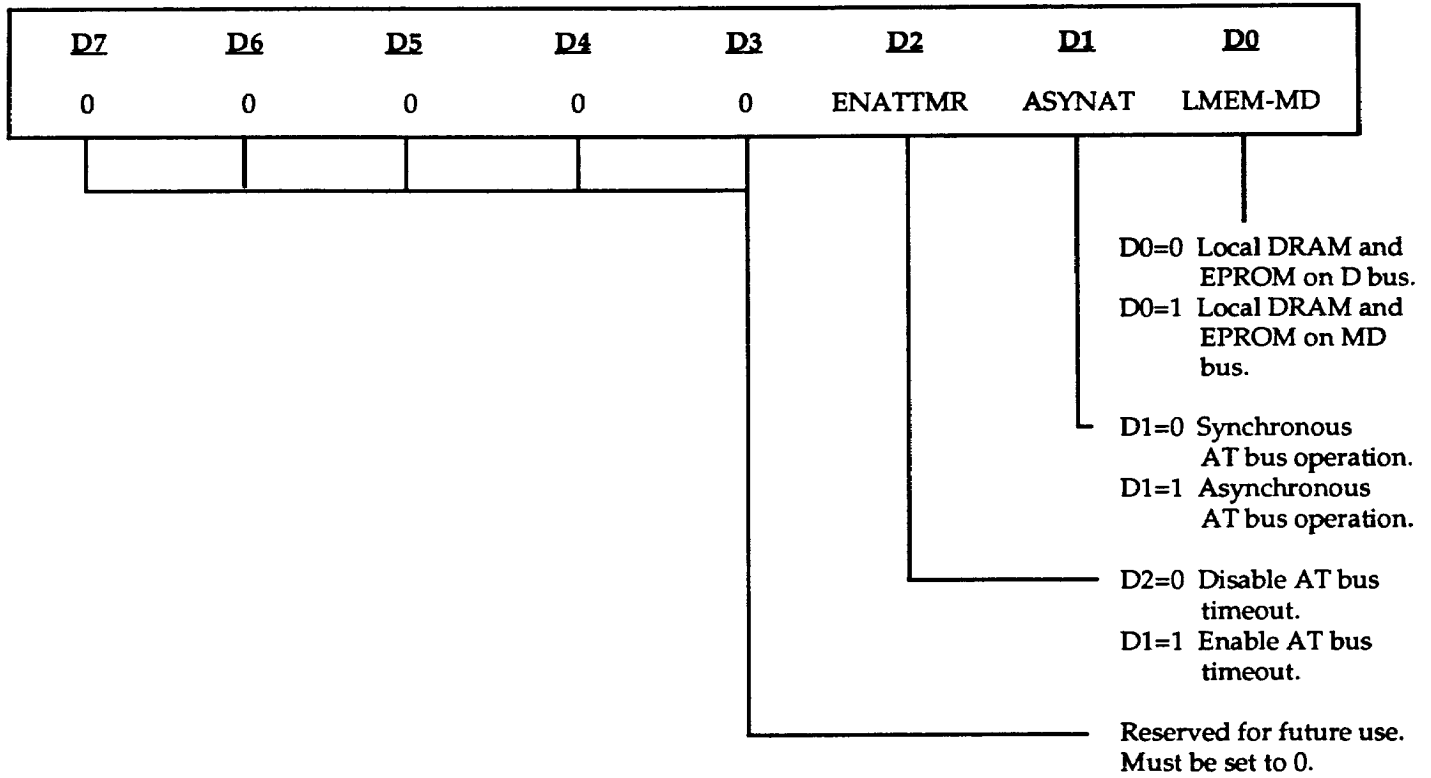 D7 D6 D5 D4 D3 D2 D1 D0
0 0 0 0 0 ENATTMR ASYNAT LMEM-MD
D0=0 Local DRAM and
EPROM on D bus.
D0=1 Local DRAM and
EPROM on MD
bus.
D1=0 Synchronous
AT bus operation.
D1=1 Asynchronous
AT bus operation.
D2=0 Disable AT bus
timeout.
D1=1 Enable AT bus
timeout.
Reserved for future use.
Must be set to 0.